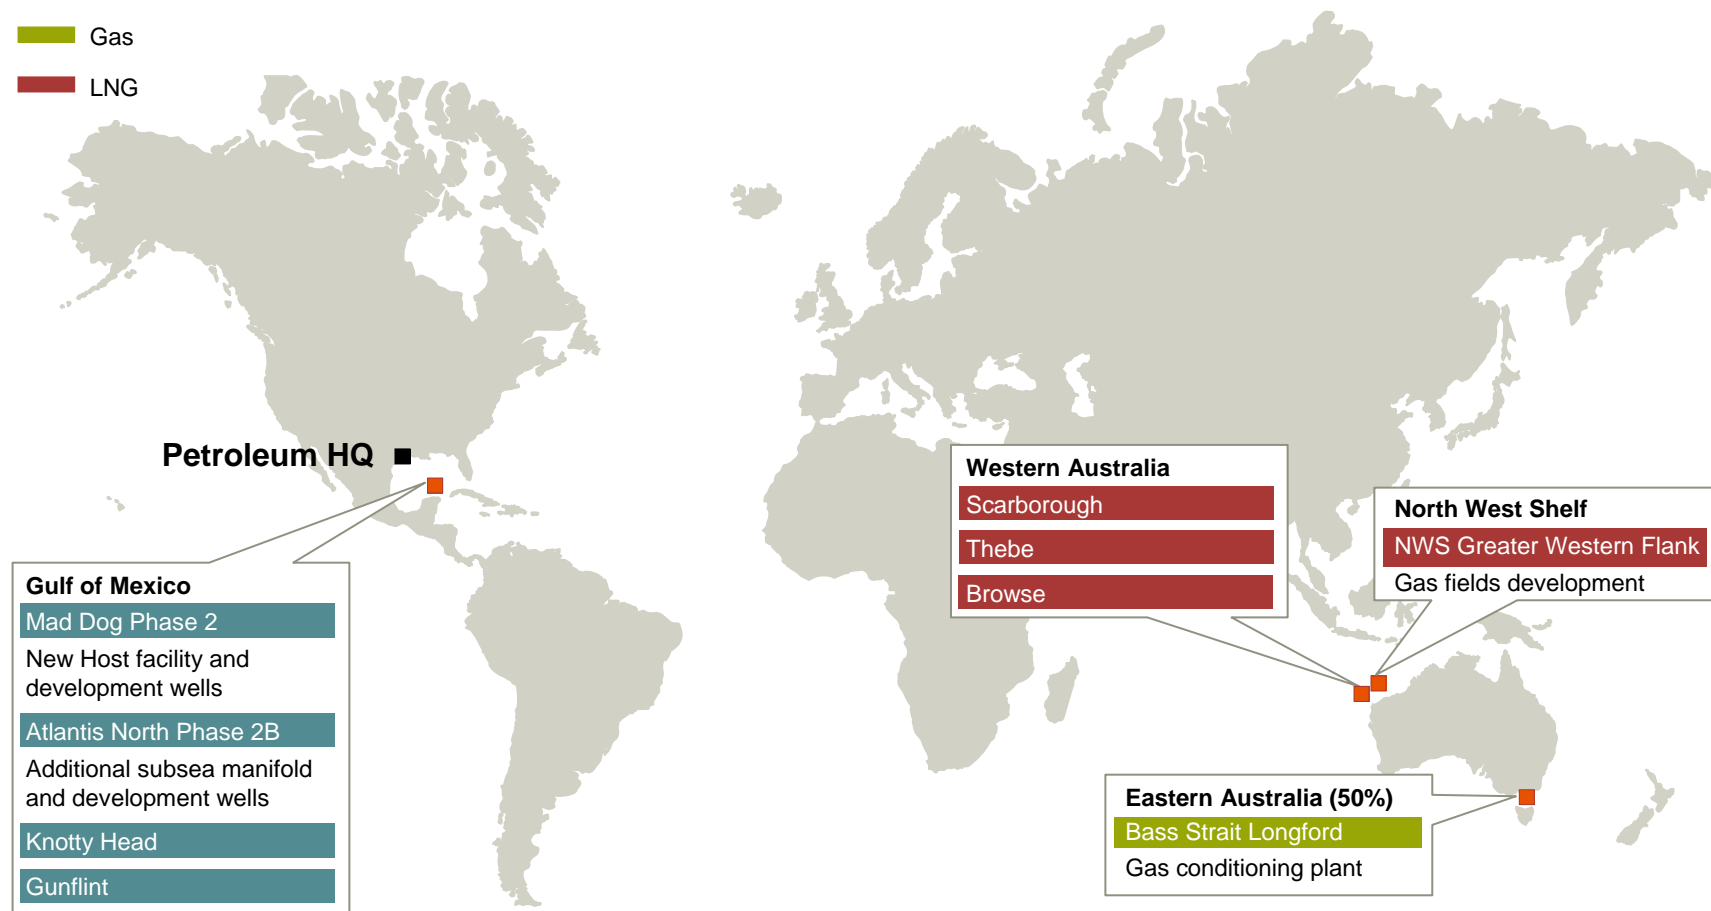 Gas
LNG
Petroleum HQ
Gulf of Mexico
Mad Dog Phase 2
New Host facility and
development wells
Atlantis North Phase 2B
Additional subsea manifold
and development wells
Knotty Head
Gunflint
Western Australia
Scarborough
Thebe
Browse
North West Shelf
NWS Greater Western Flank
Gas fields development
Eastern Australia (50%)
Bass Strait Longford
Gas conditioning plant